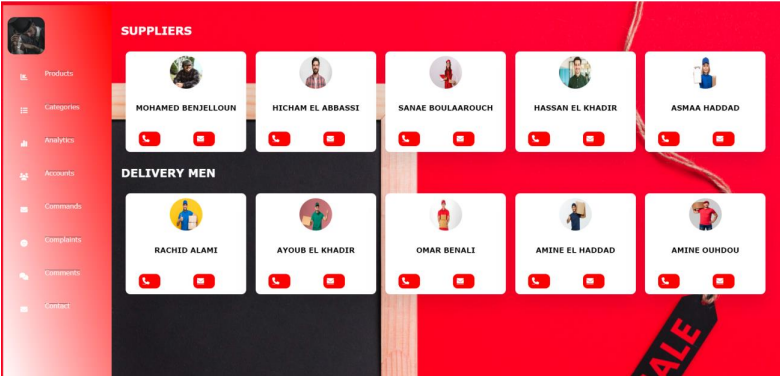 SUPPLIERS
Products
MOHAMED BENJELLOUN
HICHAM EL ABBASSI
SANAE BOULAAROUCH
HASSAN EL KHADIR
ASMAA HADDAD
Categories
Analytics
Accounts
DELIVERY MEN
Commands
Complaints
RACHID ALAMI
AYOUB EL KHADIR
OMAR BENALI
AMINE EL HADDAD
AMINE OUHDOU
Comments
Contact
SALE